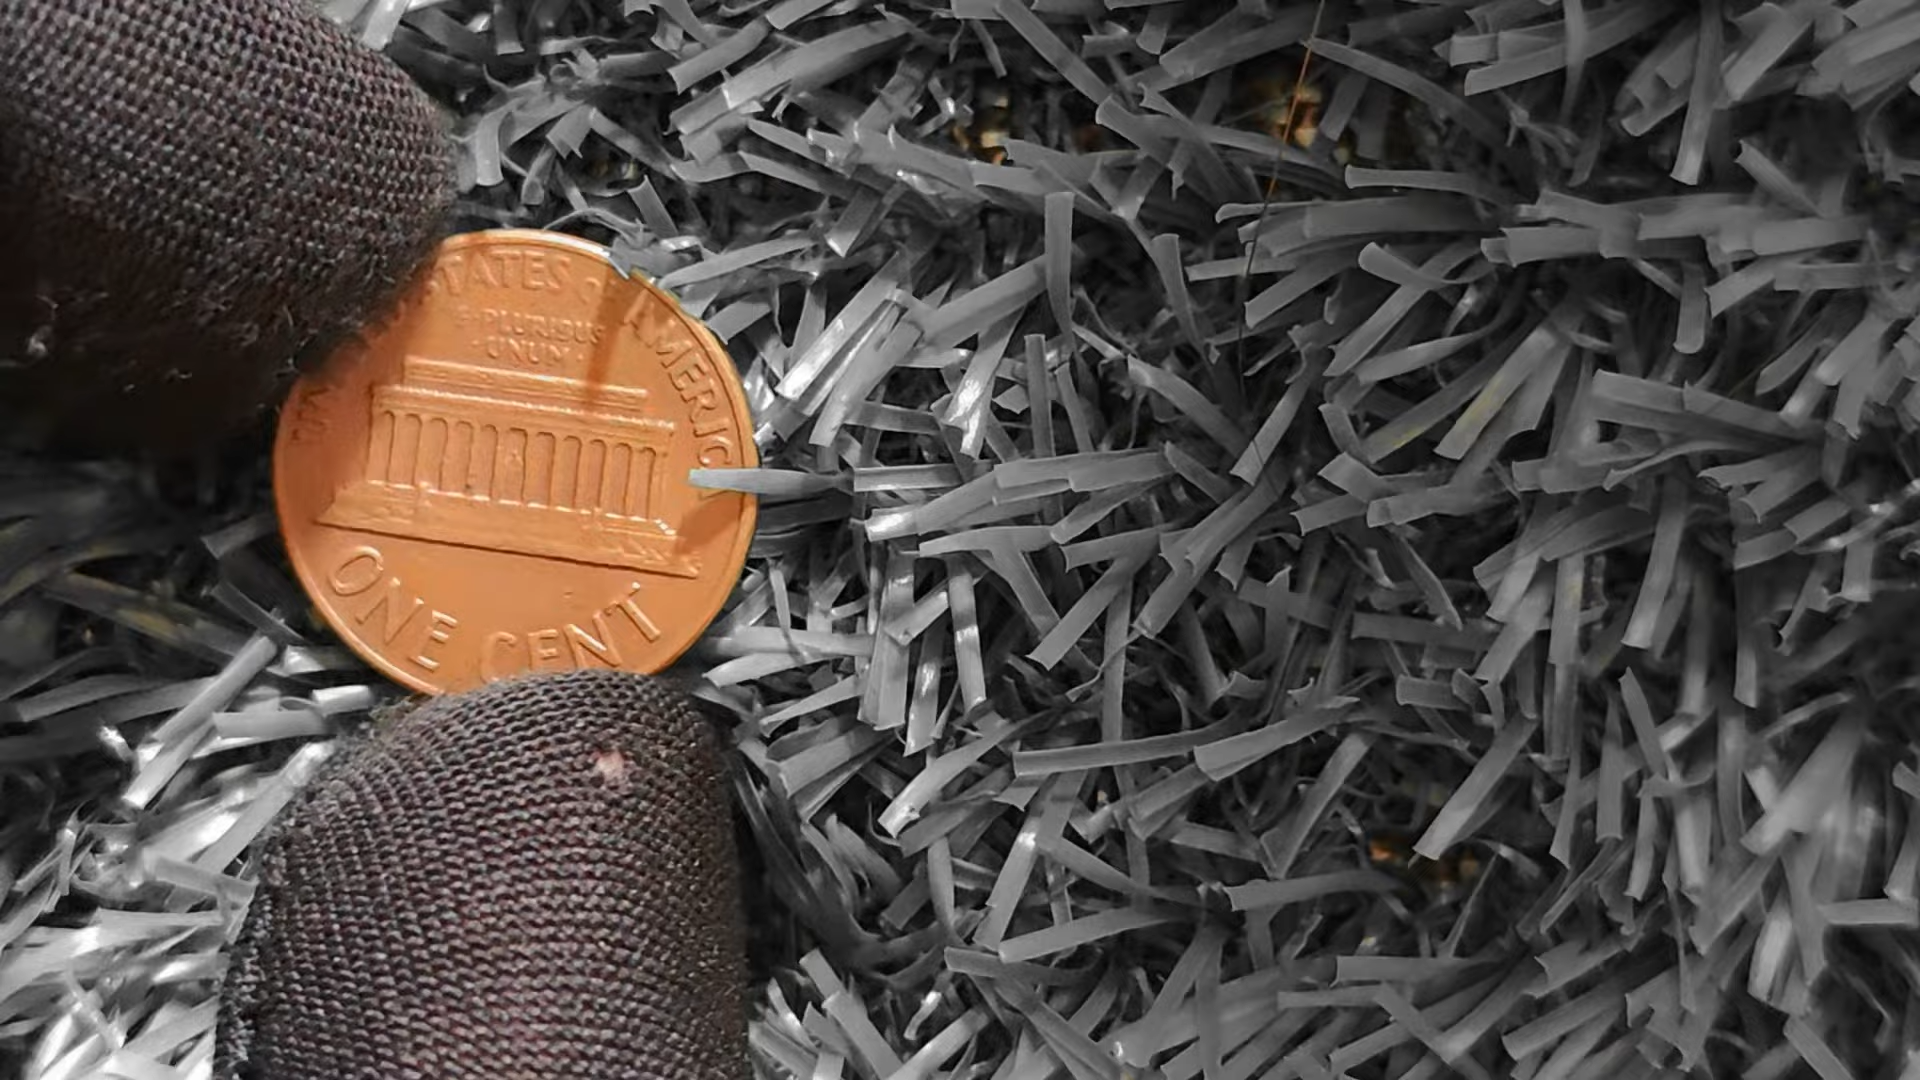 STATES OF AMERICA
E·PLURIBUS
·UNUM·
ONE CENT